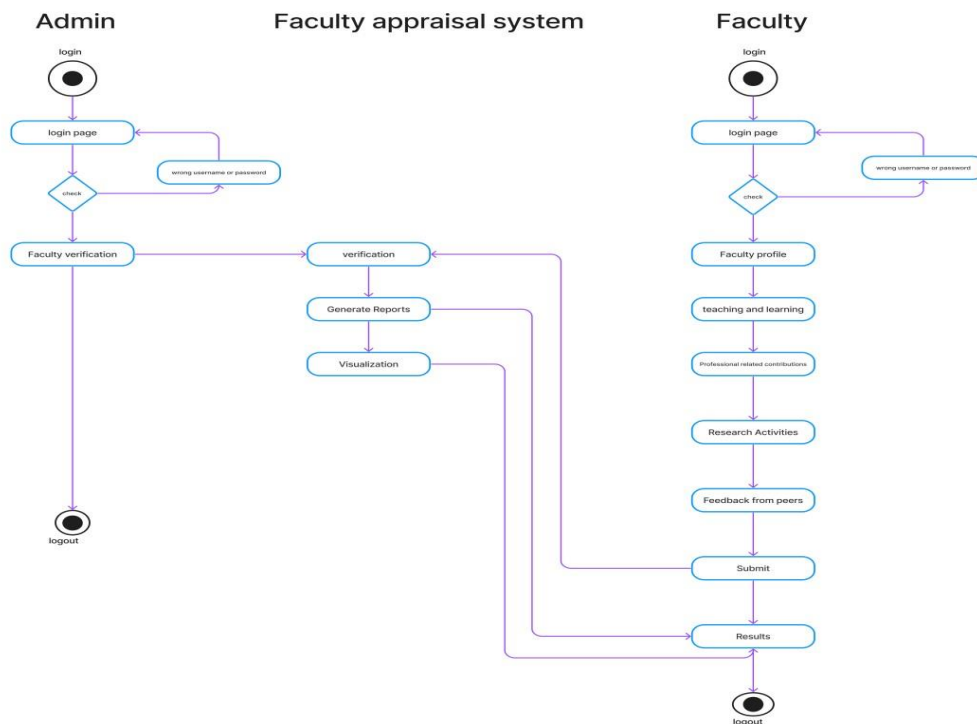 Admin
Faculty appraisal system
Faculty
login
login
login page
login page
wrong username or password
wrong username or password
check
check
Faculty verification
verification
Faculty profile
Generate Reports
teaching and learning
Visualization
Professional related contributions
Research Activities
Feedback from peers
logout
Submit
Results
logout